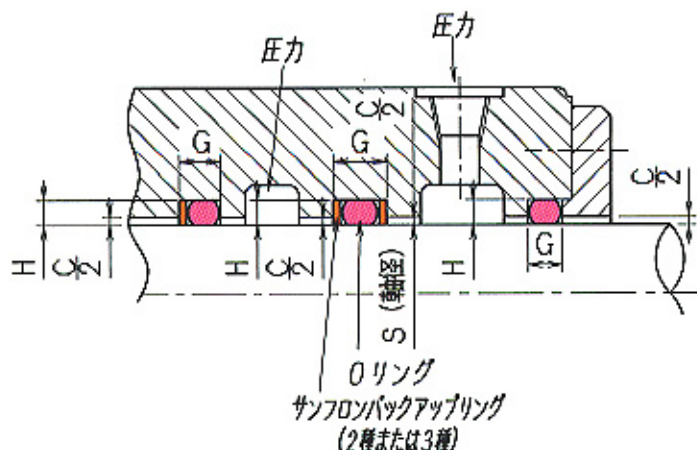 圧力
圧力
C/2
G
G
C/2
G
H
C/2
H
C/2
S (軸径)
H
Oリング
サンフロンバックアップリング
(2種または3種)